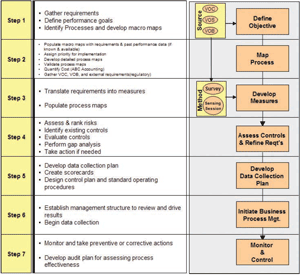 Step 1
Gather requirements
Define performance goals
Identify Processes and develop macro maps
Source
VOC
VOE
VOB
Define
Objective
Step 2
Populate macro maps with requirements & past performance data (if
known & available)
Assign priority for implementation
Develop detailed process maps
Validate process maps
Quantify Cost (ABC Accounting)
Gather VOC, VOB, and external requirements(regulatory)
Map
Process
Step 3
Translate requirements into measures
Populate process maps
Method
Survey
Sensing
Session
Develop
Measures
Step 4
Assess & rank risks
Identify existing controls
Evaluate controls
Perform gap analysis
Take action if needed
Assess Controls
& Refine Reqt's
Step 5
Develop data collection plan
Create scorecards
Design control plan and standard operating
procedures
Develop
Data Collection
Plan
Step 6
Establish management structure to review and drive
results
Begin data collection
Initiate Business
Process Mgt.
Step 7
Monitor and take preventive or corrective actions
Develop audit plan for assessing process
effectiveness
Monitor
&
Control